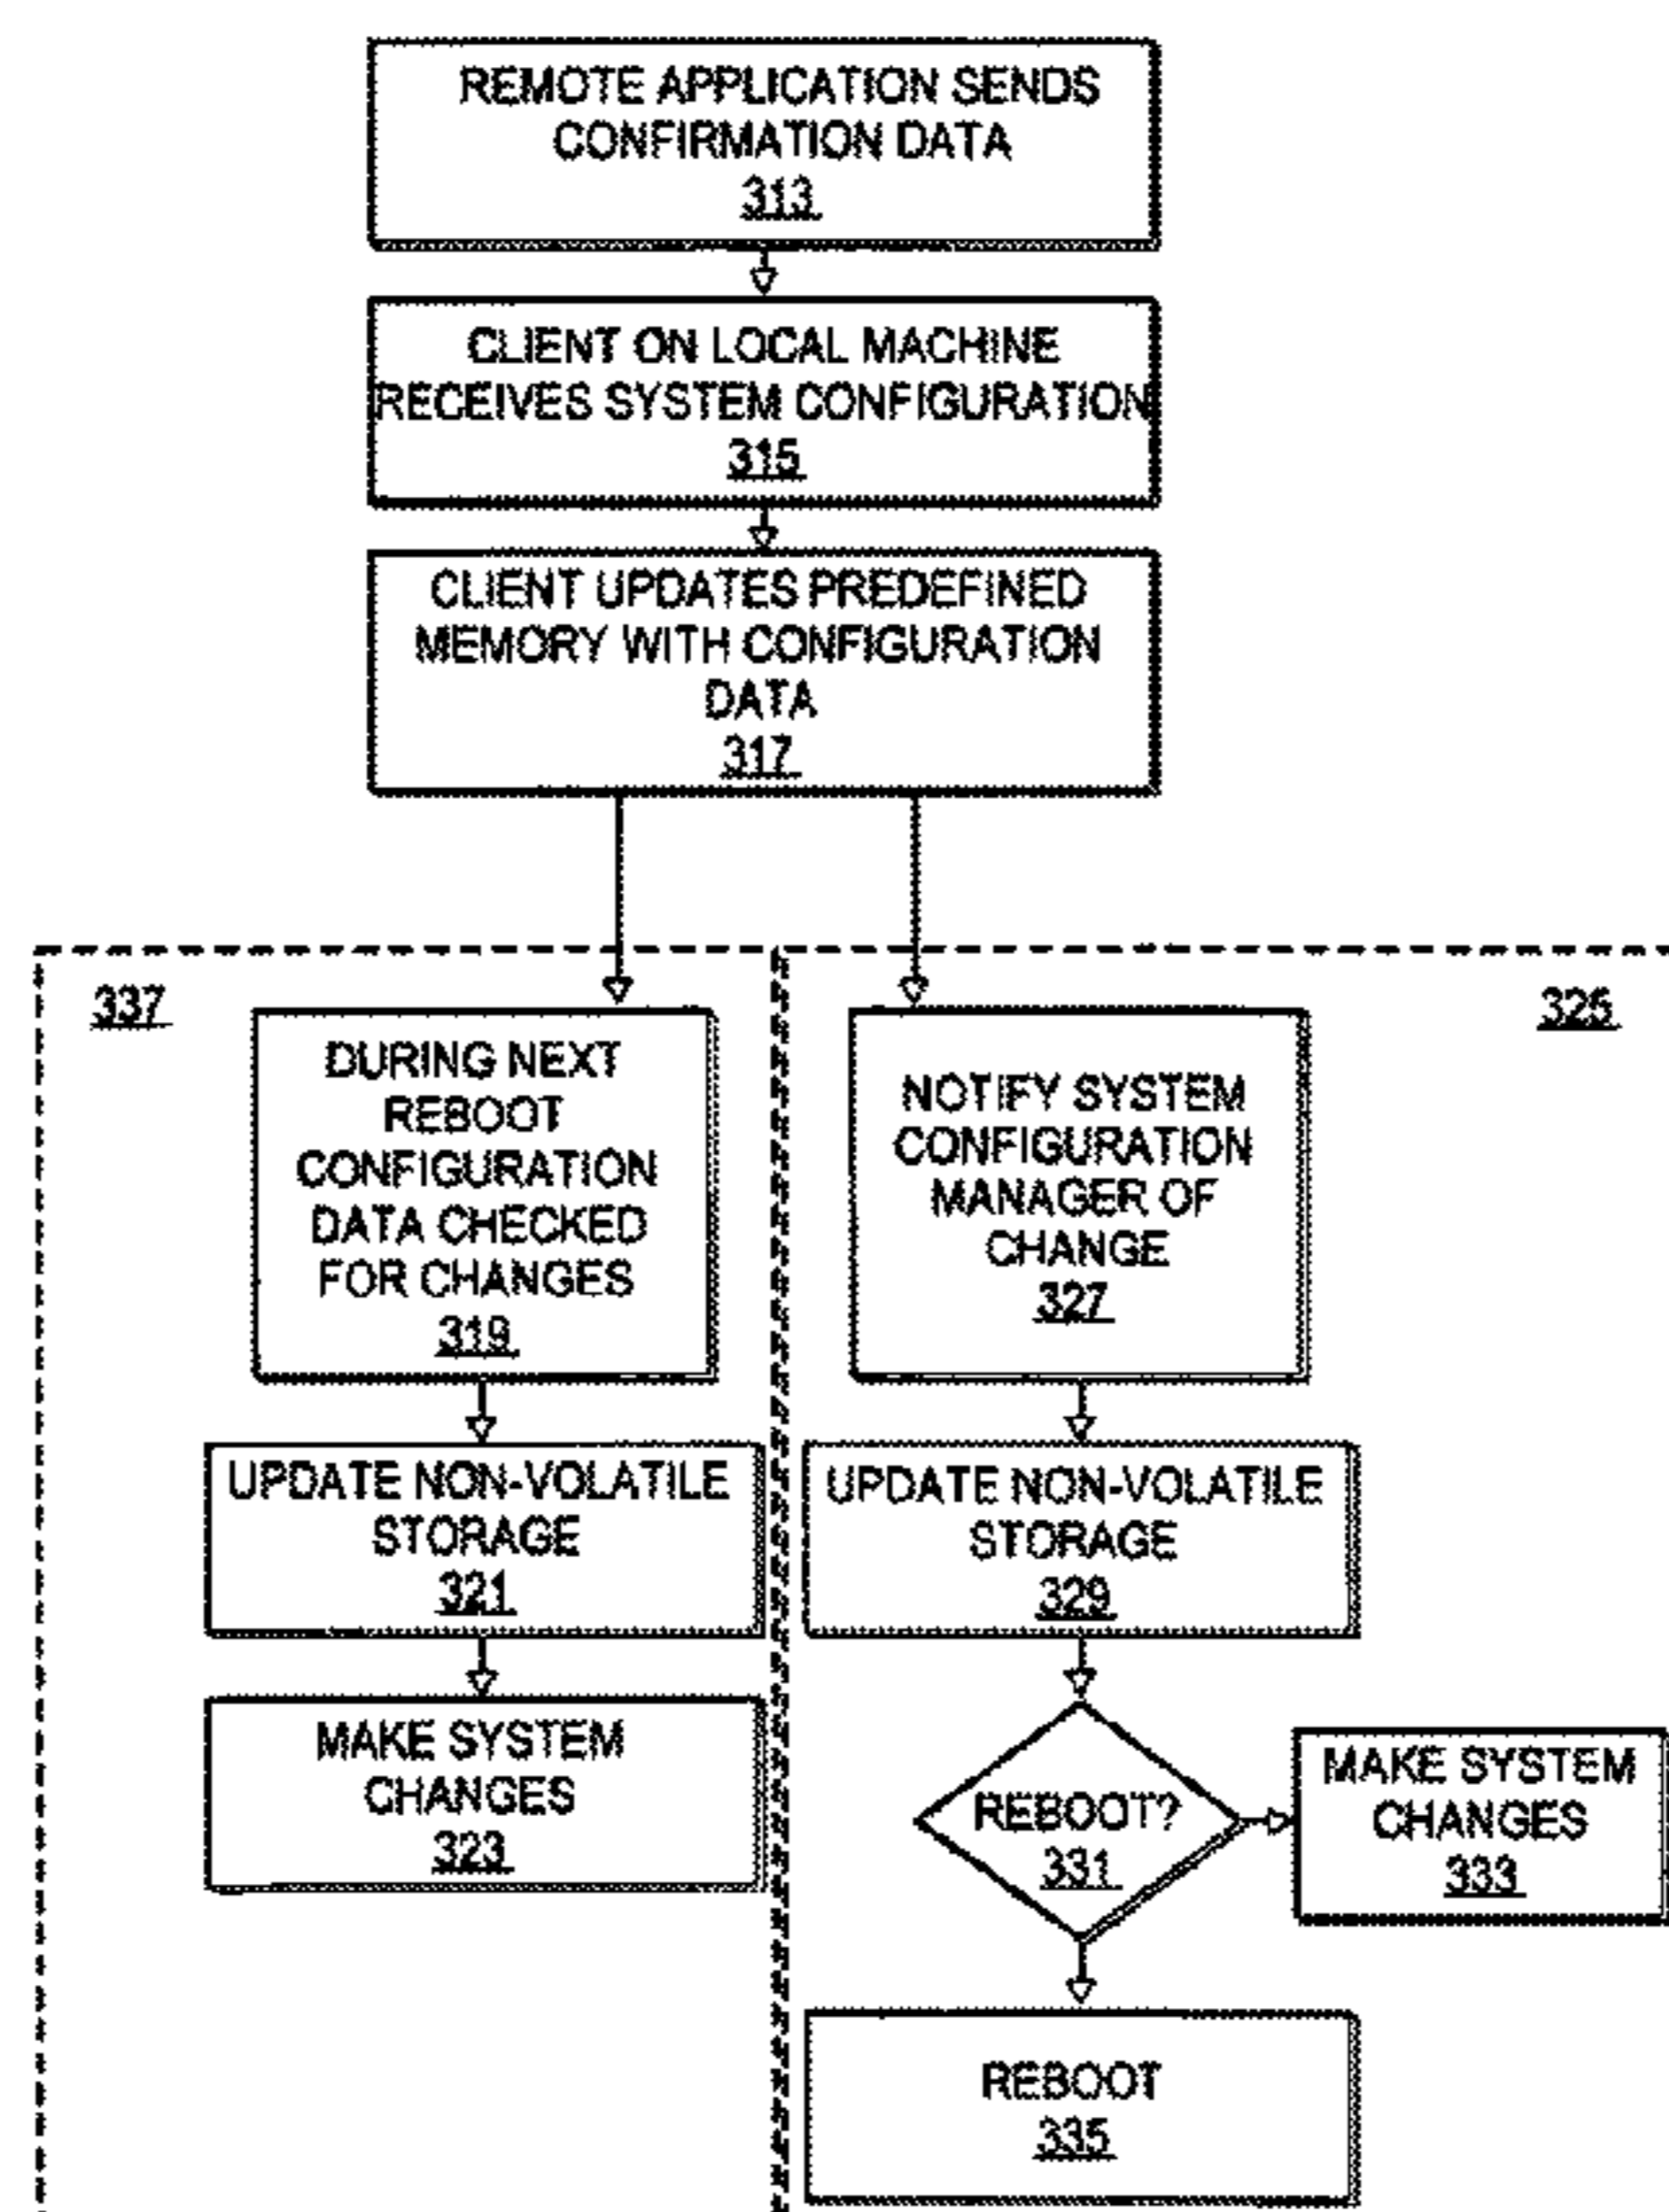 REMOTE APPLICATION SENDS
CONFIRMATION DATA
313
CLIENT ON LOCAL MACHINE
RECEIVES SYSTEM CONFIGURATION
315
CLIENT UPDATES PREDEFINED
MEMORY WITH CONFIGURATION
DATA
317
337
DURING NEXT
REBOOT
CONFIGURATION
DATA CHECKED
FOR CHANGES
319
UPDATE NON-VOLATILE
STORAGE
321
MAKE SYSTEM
CHANGES
323
325
NOTIFY SYSTEM
CONFIGURATION
MANAGER OF
CHANGE
327
UPDATE NON-VOLATILE
STORAGE
329
REBOOT?
331
MAKE SYSTEM
CHANGES
333
REBOOT
335